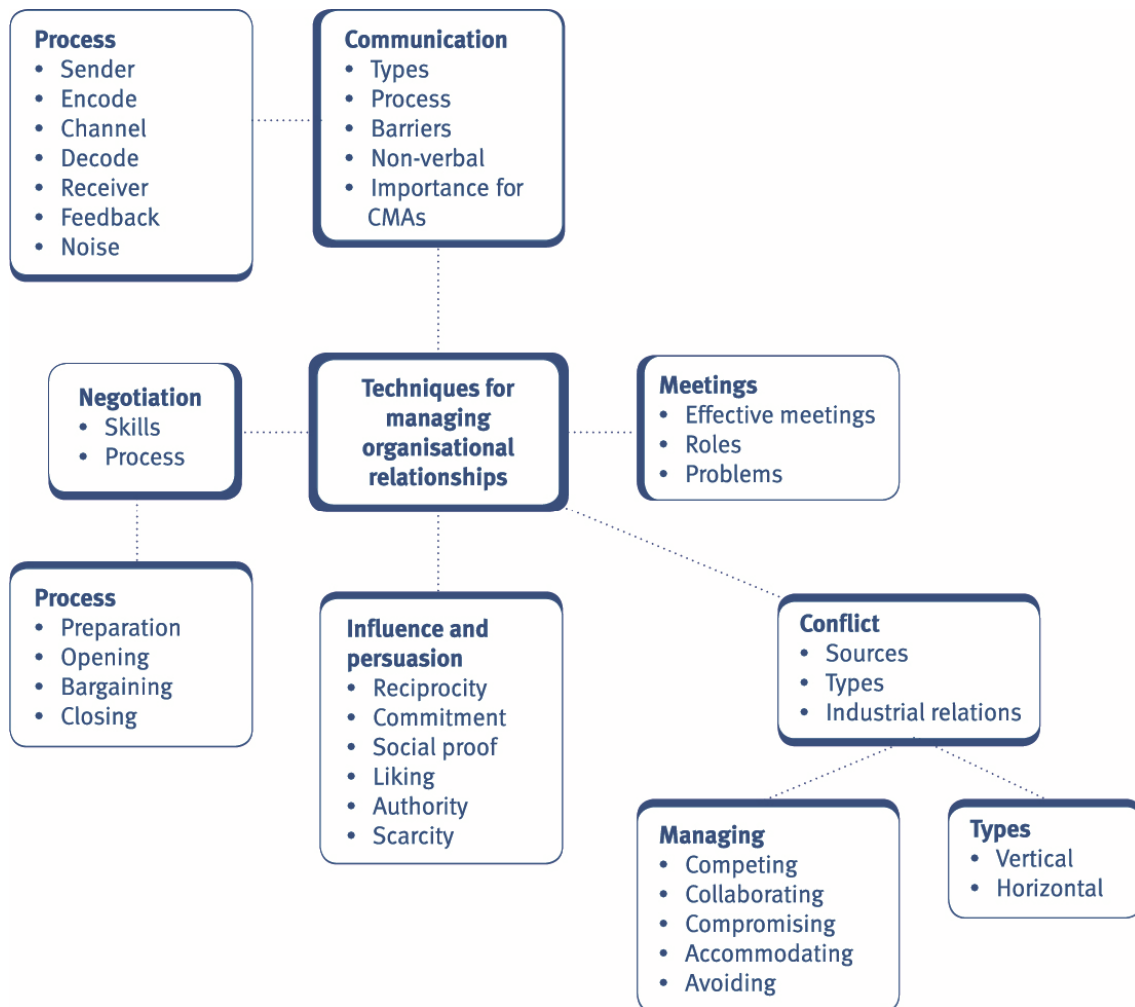 Process
• Sender
• Encode
• Channel
• Decode
• Receiver
• Feedback
• Noise
Communication
• Types
• Process
• Barriers
• Non-verbal
• Importance for
CMAs
Negotiation
• Skills
• Process
Techniques for
managing
organisational
relationships
Meetings
• Effective meetings
• Roles
• Problems
Process
• Preparation
• Opening
• Bargaining
• Closing
Influence and
persuasion
• Reciprocity
• Commitment
• Social proof
• Liking
• Authority
• Scarcity
Conflict
• Sources
• Types
• Industrial relations
Managing
• Competing
• Collaborating
• Compromising
• Accommodating
• Avoiding
Types
• Vertical
• Horizontal